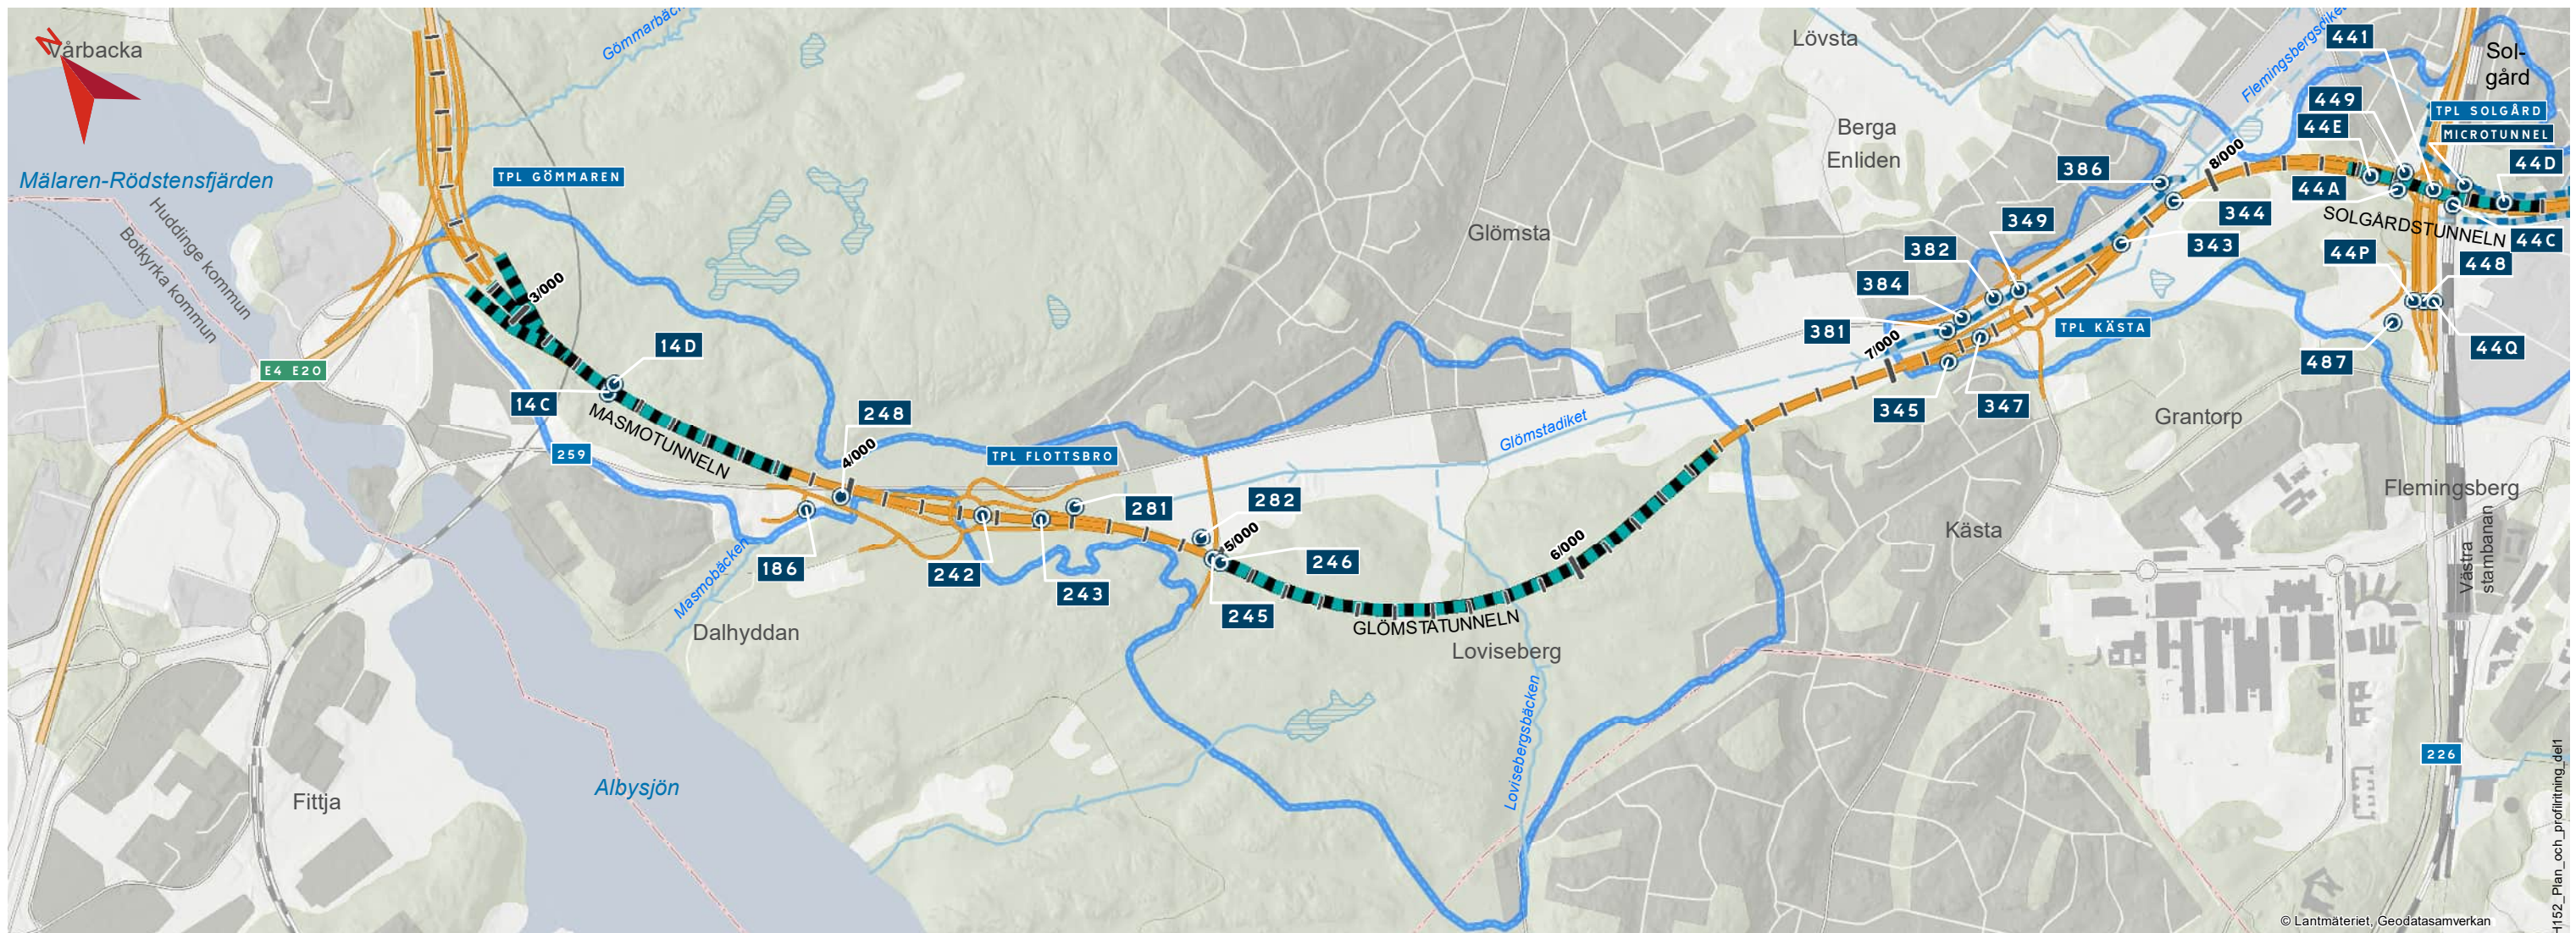 N
Vårbacka
Gömmarbäck
Lövsta
441
Flemingsbergsdiket
Sol-
gård
449
TPL SOLGÅRD
44E
MICROTUNNEL
Berga
Enliden
44D
386
44A
SOLGÅRDSTUNNELN
344
349
343
44C
TPL GÖMMAREN
Mälaren-Rödstensfjärden
Huddinge kommun
Botkyrka kommun
Glömsta
382
44P
448
384
8/000
3/000
381
TPL KÄSTA
7/000
487
44Q
14D
E4 E20
14C
MASMOTUNNELN
248
345
347
Grantorp
259
4/000
TPL FLOTTSBRO
Glömstadiket
Flemingsberg
281
282
5/000
6/000
Kästa
Västra
stambanan
186
242
243
246
245
Masmobäcken
Dalhyddan
GLÖMSTATUNNELN
Loviseberg
Lovisebergsbäcken
226
Albysjön
Fittja
H152_Plan_och_profilritning_del1
© Lantmäteriet, Geodatasamverkan